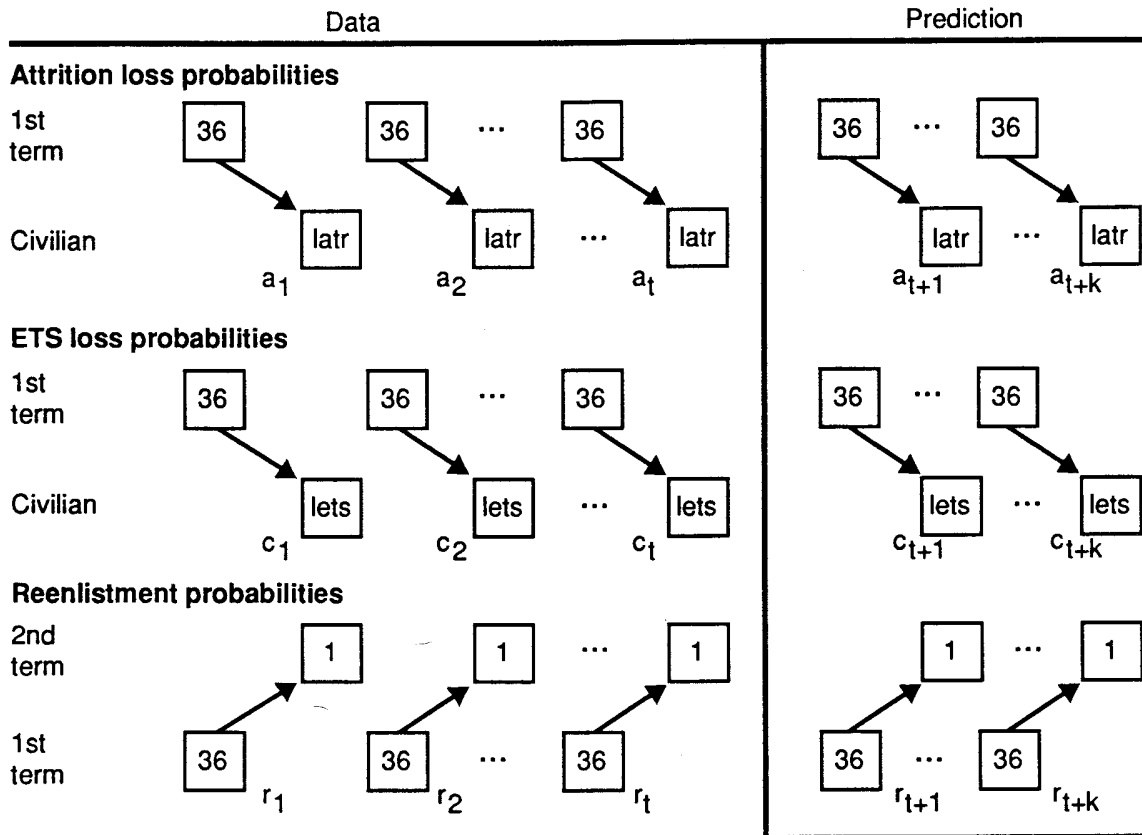 Data Prediction
Attrition loss probabilities
1st term 36 36 ... 36 36 ... 36
Civilian latr latr ... latr latr ... latr
a1 a2 at at+1 at+k
ETS loss probabilities
1st term 36 36 ... 36 36 ... 36
Civilian lets lets ... lets lets ... lets
c1 c2 ct ct+1 ct+k
Reenlistment probabilities
2nd term 1 1 ... 1 1 ... 1
1st term 36 36 ... 36 36 ... 36
r1 r2 rt rt+1 rt+k